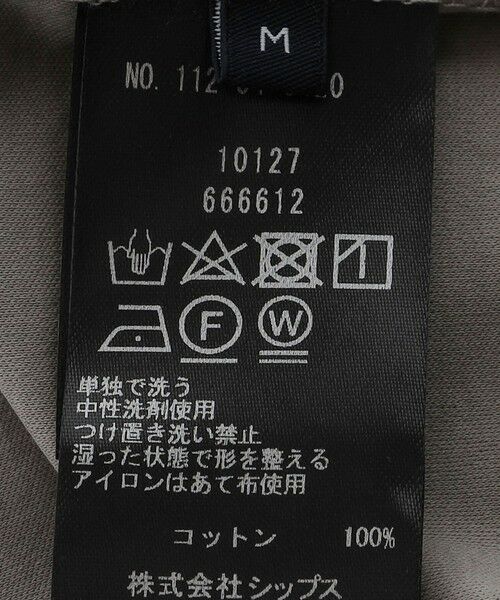 M
NO. 112
10127
666612
F
W
単独で洗う
中性洗剤使用
つけ置き洗い禁止
湿った状態で形を整える
アイロンはあて布使用
コットン 100%
株式会社シップス